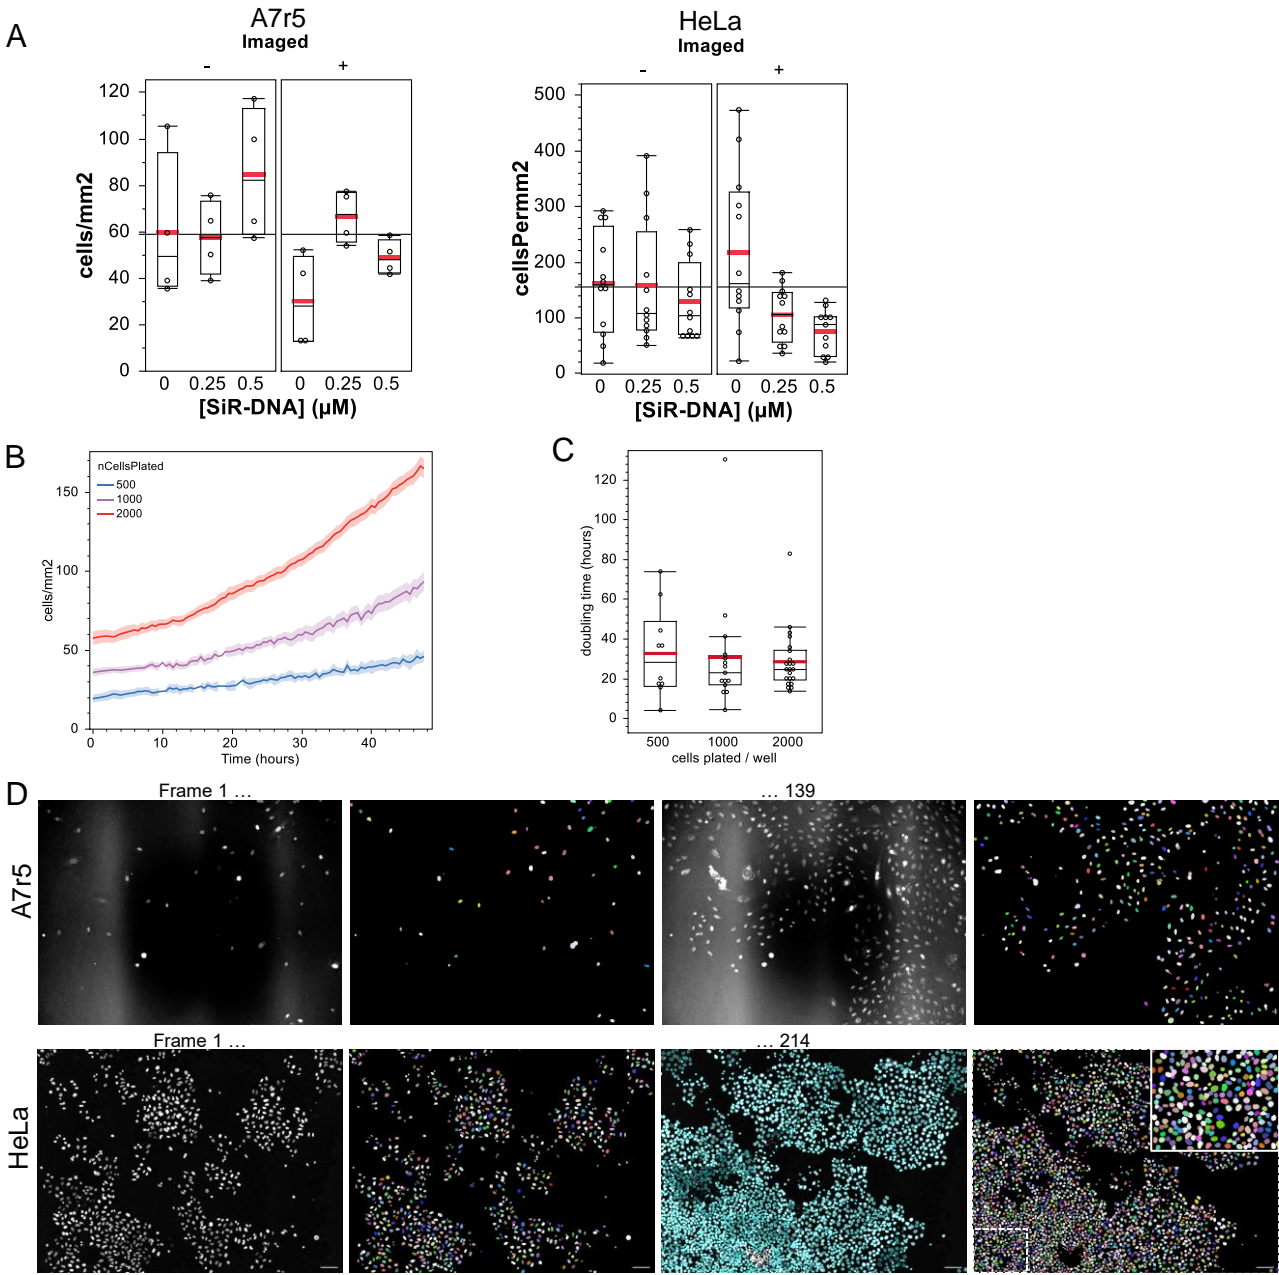 A
A7r5
Imaged
- +
cells/mm2
120
100
80
60
40
20
0
0 0.25 0.5 0 0.25 0.5
[SiR-DNA] (µM)
HeLa
Imaged
- +
cellsPermm2
500
400
300
200
100
0
0 0.25 0.5 0 0.25 0.5
[SiR-DNA] (µM)
B
nCellsPlated
500
1000
2000
cells/mm2
150
100
50
0
0 10 20 30 40
Time (hours)
C
doubling time (hours)
120
100
80
60
40
20
0
500 1000 2000
cells plated / well
D
Frame 1 ... ... 139
A7r5
Frame 1 ... ... 214
HeLa